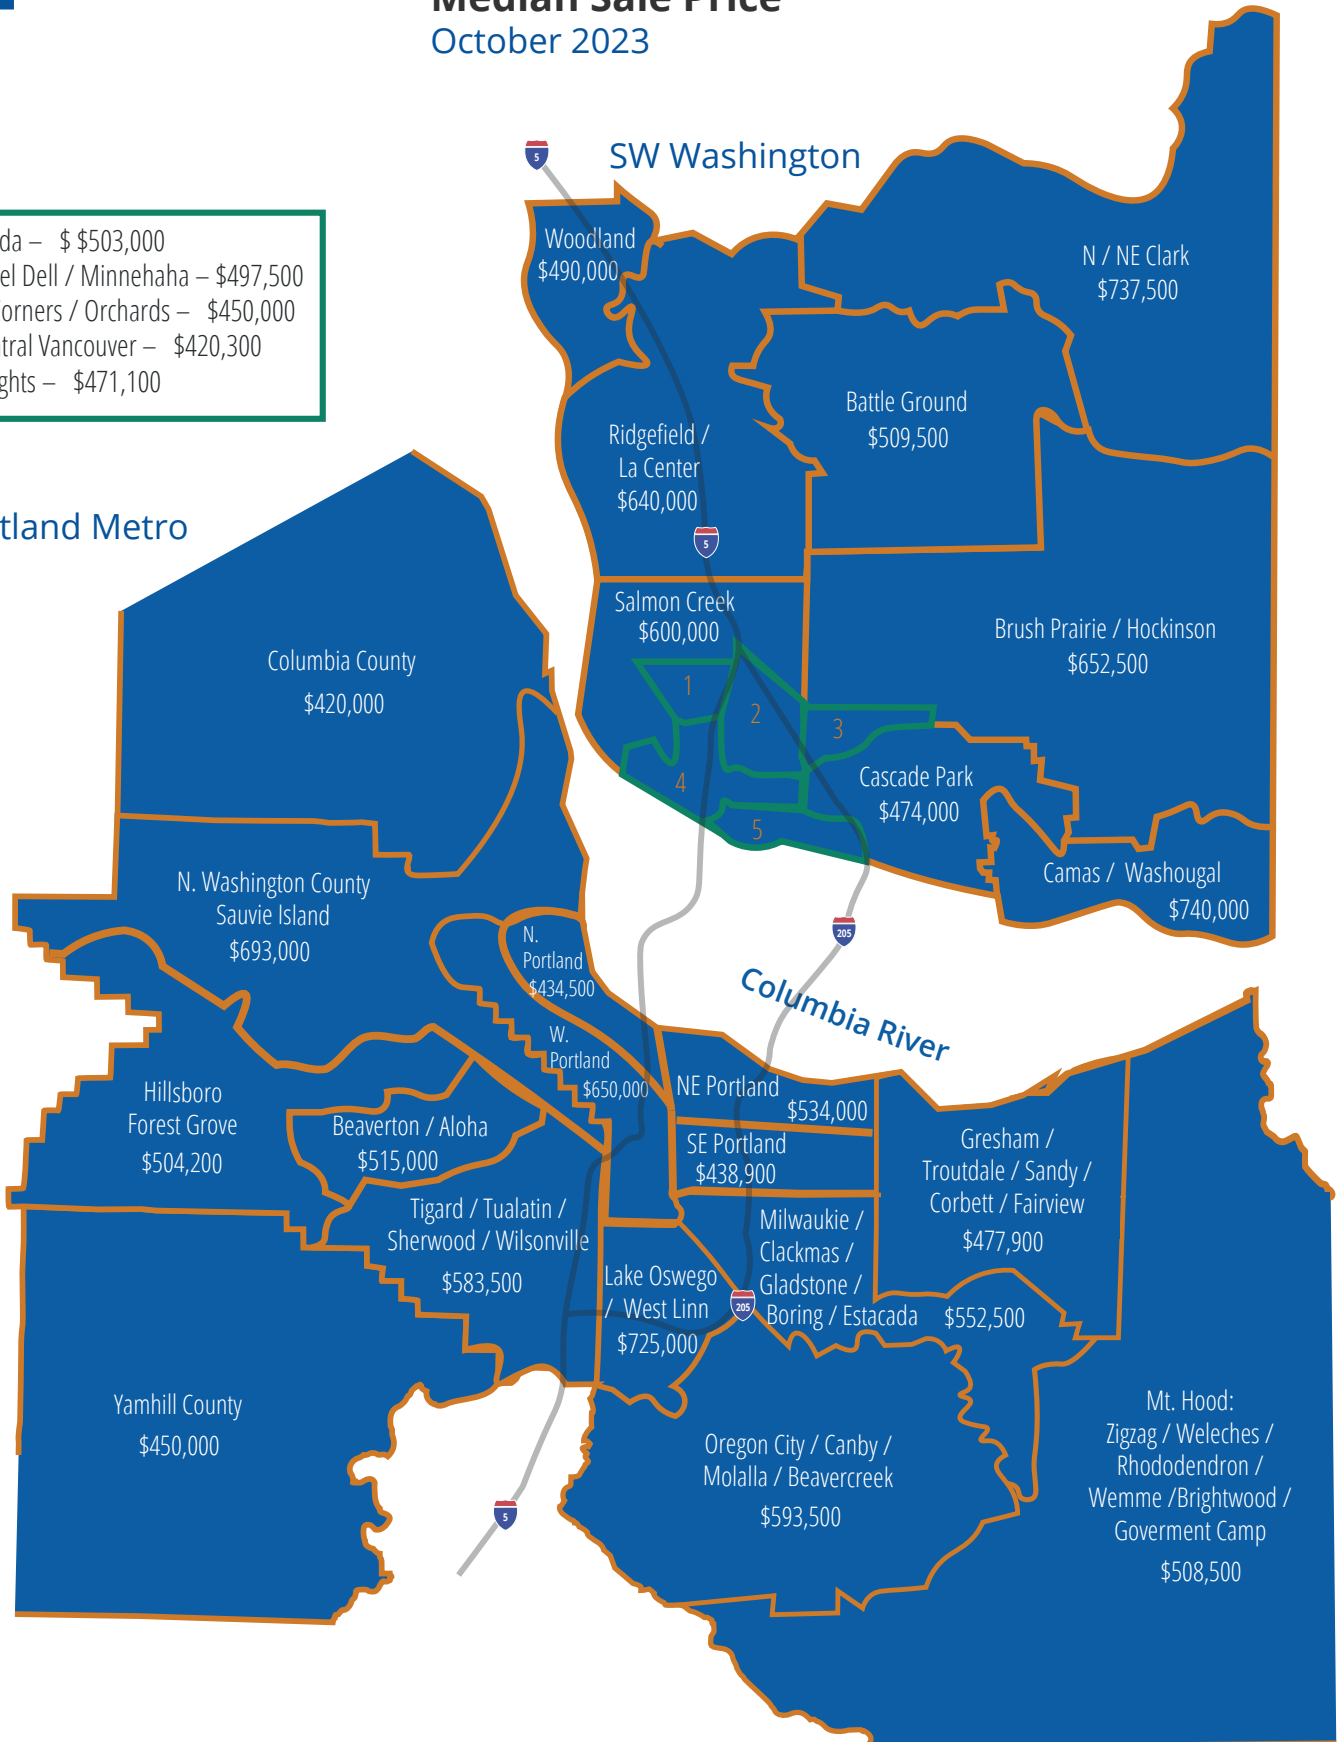 Median Sale Price
October 2023
5
SW Washington
da – $ $503,000
el Dell / Minnehaha – $497,500
orners / Orchards – $450,000
tral Vancouver – $420,300
ghts – $471,100
Woodland
$490,000
N / NE Clark
$737,500
Battle Ground
$509,500
Ridgefield /
La Center
$640,000
5
tland Metro
Salmon Creek
$600,000
Brush Prairie / Hockinson
$652,500
1
2
3
4
5
Cascade Park
$474,000
Camas / Washougal
$740,000
Columbia County
$420,000
N. Washington County
Sauvie Island
$693,000
205
Columbia River
N.
Portland
$434,500
W.
Portland
$650,000
NE Portland
$534,000
SE Portland
$438,900
Hillsboro
Forest Grove
$504,200
Beaverton / Aloha
$515,000
Gresham /
Troutdale / Sandy /
Corbett / Fairview
$477,900
Tigard / Tualatin /
Sherwood / Wilsonville
$583,500
Milwaukie /
Clackmas /
Gladstone /
Boring / Estacada
$552,500
Lake Oswego
/ West Linn
$725,000
205
Yamhill County
$450,000
Oregon City / Canby /
Molalla / Beavercreek
$593,500
Mt. Hood:
Zigzag / Weleches /
Rhododendron /
Wemme /Brightwood /
Goverment Camp
$508,500
5